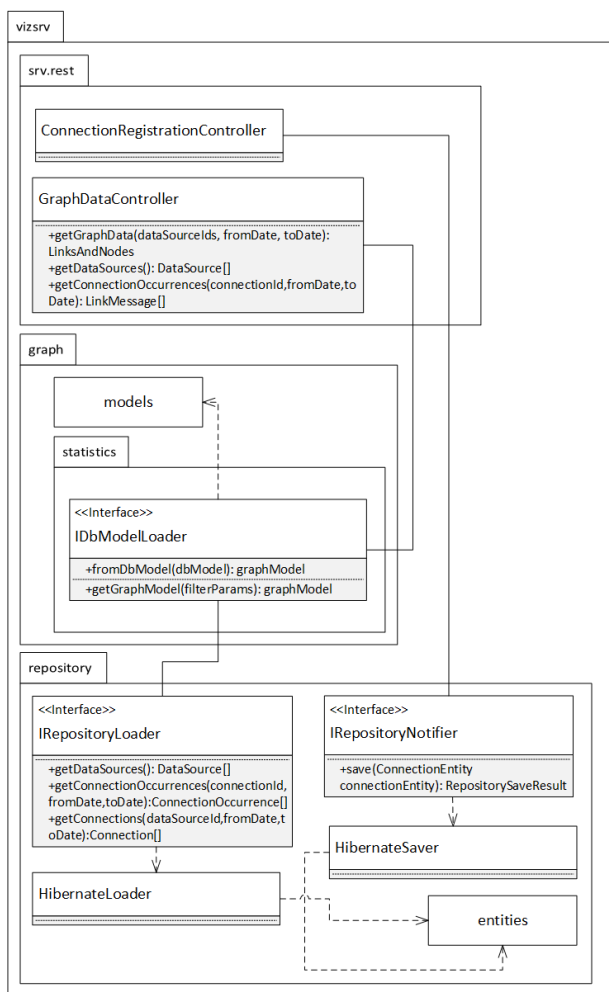 vizsrv
srv.rest
ConnectionRegistrationController
GraphDataController
+getGraphData(dataSourceIds, fromDate, toDate):
LinksAndNodes
+getDataSources(): DataSource[]
+getConnectionOccurrences(connectionId,fromDate,to
Date): LinkMessage[]
graph
models
statistics
<<Interface>>
IDbModelLoader
+fromDbModel(dbModel): graphModel
+getGraphModel(filterParams): graphModel
repository
<<Interface>>
IRepositoryLoader
+getDataSources(): DataSource[]
+getConnectionOccurrences(connectionId,
fromDate,toDate):ConnectionOccurrence[]
+getConnections(dataSourceId,fromDate,t
oDate):Connection[]
<<Interface>>
IRepositoryNotifier
+save(ConnectionEntity
connectionEntity): RepositorySaveResult
HibernateSaver
HibernateLoader
entities